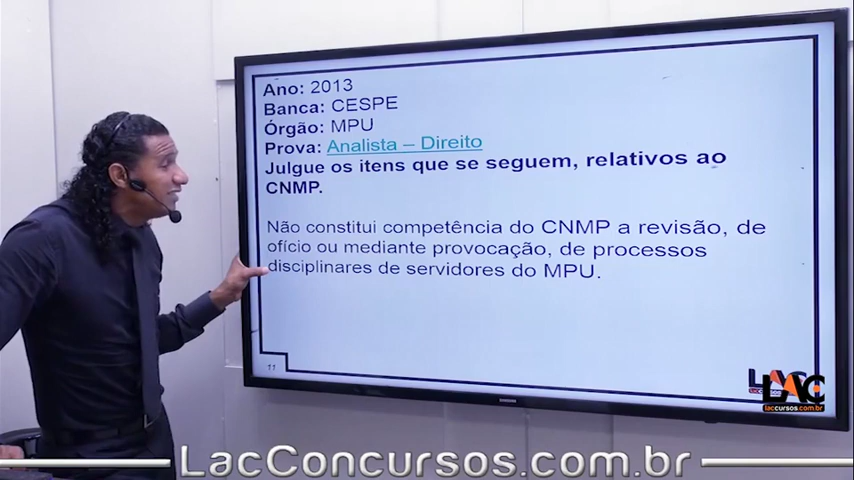 Ano: 2013
Banca: CESPE
Órgão: MPU
Prova: Analista – Direito
Julgue os itens que se seguem, relativos ao
CNMP.
Não constitui competência do CNMP a revisão, de
ofício ou mediante provocação, de processos
disciplinares de servidores do MPU.
11
LAC
laccursos.com.br
SAMSUNG
LacConcursos.com.br